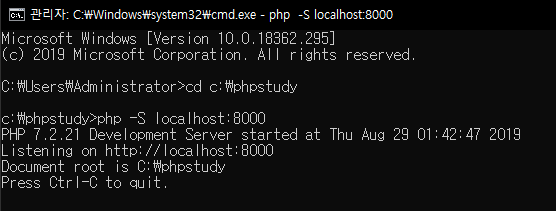 관리자: C:₩Windows₩system32₩cmd.exe - php  -S localhost:8000
Microsoft Windows [Version 10.0.18362.295]
(c) 2019 Microsoft Corporation. All rights reserved.
C:₩Users₩Administrator>cd c:₩phpstudy
c:₩phpstudy>php -S localhost:8000
PHP 7.2.21 Development Server started at Thu Aug 29 01:42:47 2019
Listening on http://localhost:8000
Document root is C:₩phpstudy
Press Ctrl-C to quit.